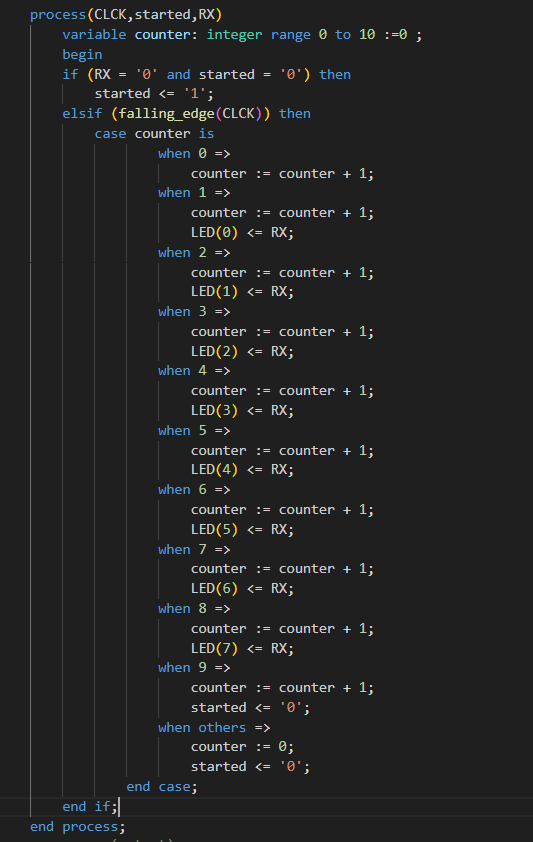 process(CLCK,started,RX)
variable counter: integer range 0 to 10 :=0 ;
begin
if (RX = '0' and started = '0') then
started <= '1';
elsif (falling_edge(CLCK)) then
case counter is
when 0 =>
counter := counter + 1;
when 1 =>
counter := counter + 1;
LED(0) <= RX;
when 2 =>
counter := counter + 1;
LED(1) <= RX;
when 3 =>
counter := counter + 1;
LED(2) <= RX;
when 4 =>
counter := counter + 1;
LED(3) <= RX;
when 5 =>
counter := counter + 1;
LED(4) <= RX;
when 6 =>
counter := counter + 1;
LED(5) <= RX;
when 7 =>
counter := counter + 1;
LED(6) <= RX;
when 8 =>
counter := counter + 1;
LED(7) <= RX;
when 9 =>
counter := counter + 1;
started <= '0';
when others =>
counter := 0;
started <= '0';
end case;
end if;
end process;